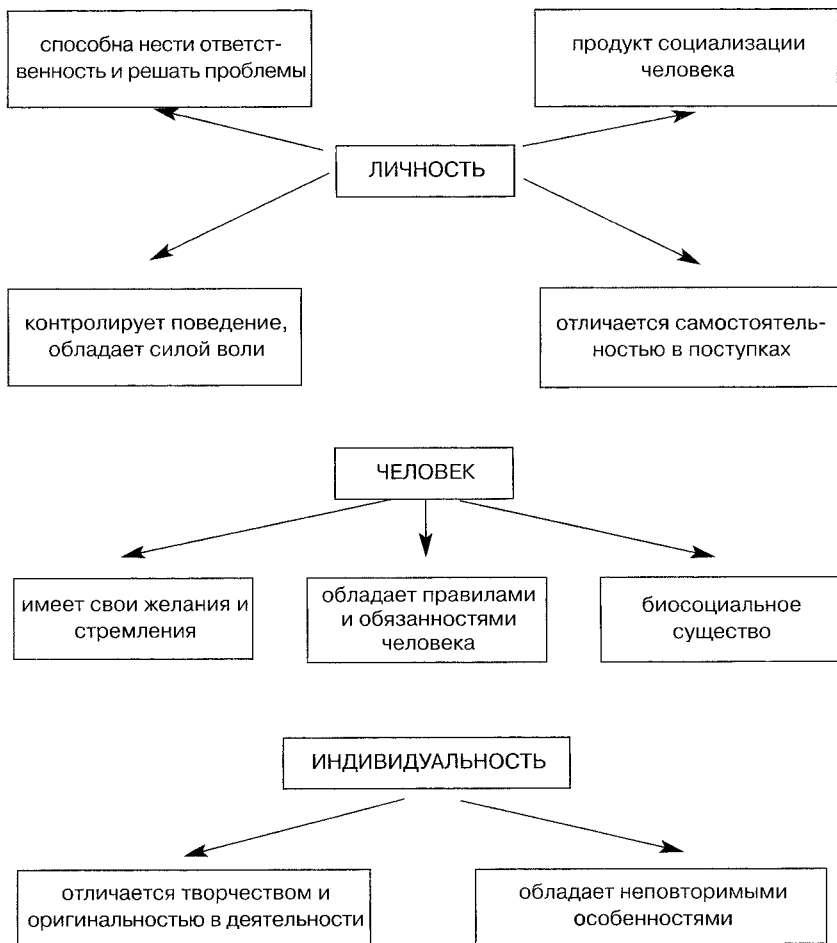 способна нести ответст-
венность и решать проблемы
продукт социализации
человека
ЛИЧНОСТЬ
контролирует поведение,
обладает силой воли
отличается самостоятель-
ностью в поступках
ЧЕЛОВЕК
имеет свои желания и
стремления
обладает правилами
и обязанностями
человека
биосоциальное
существо
ИНДИВИДУАЛЬНОСТЬ
отличается творчеством и
оригинальностью в деятельности
обладает неповторимыми
особенностями